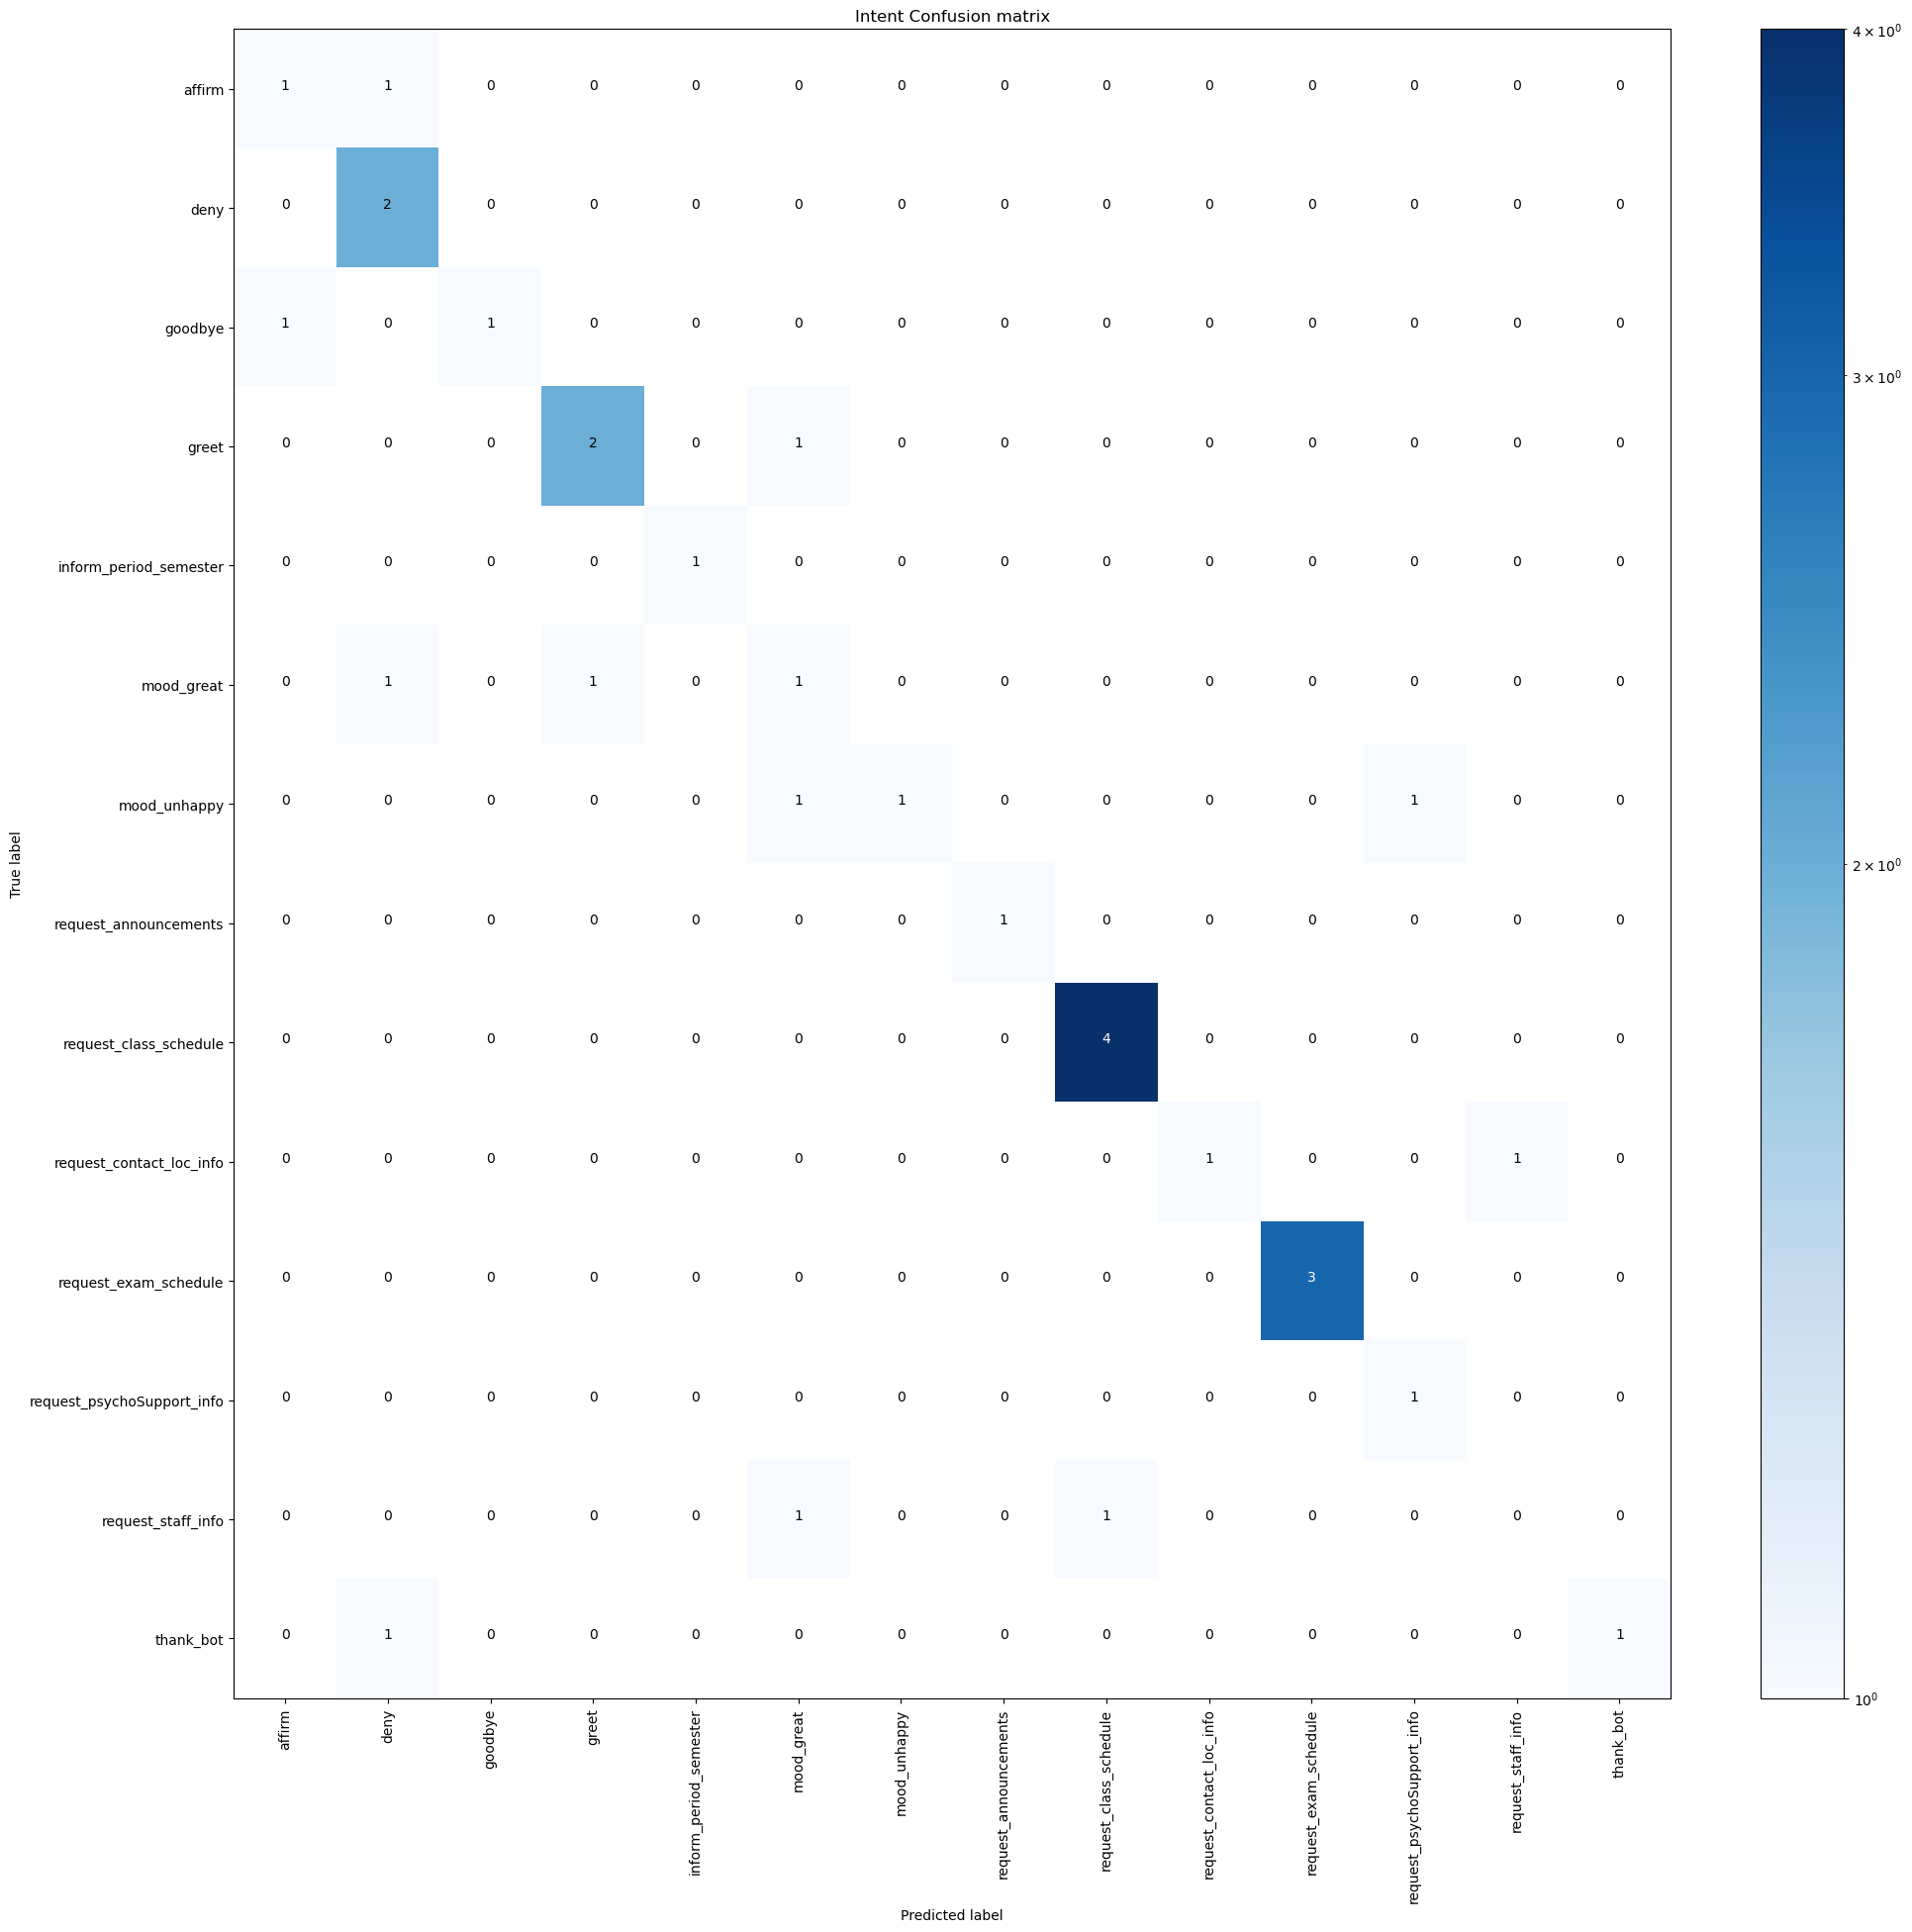 Intent Confusion matrix
affirm 1 1 0 0 0 0 0 0 0 0 0 0 0 0
deny 0 2 0 0 0 0 0 0 0 0 0 0 0 0
goodbye 1 0 1 0 0 0 0 0 0 0 0 0 0 0
greet 0 0 0 2 0 1 0 0 0 0 0 0 0 0
inform_period_semester 0 0 0 0 1 0 0 0 0 0 0 0 0 0
mood_great 0 1 0 1 0 1 0 0 0 0 0 0 0 0
mood_unhappy 0 0 0 0 0 1 1 0 0 0 0 1 0 0
request_announcements 0 0 0 0 0 0 0 1 0 0 0 0 0 0
request_class_schedule 0 0 0 0 0 0 0 0 4 0 0 0 0 0
request_contact_loc_info 0 0 0 0 0 0 0 0 0 1 0 0 1 0
request_exam_schedule 0 0 0 0 0 0 0 0 0 0 3 0 0 0
request_psychoSupport_info 0 0 0 0 0 0 0 0 0 0 0 1 0 0
request_staff_info 0 0 0 0 0 1 0 0 1 0 0 0 0 0
thank_bot 0 1 0 0 0 0 0 0 0 0 0 0 0 1
True label
affirm
deny
goodbye
greet
inform_period_semester
mood_great
mood_unhappy
request_announcements
request_class_schedule
request_contact_loc_info
request_exam_schedule
request_psychoSupport_info
request_staff_info
thank_bot
Predicted label
4 × 10⁰
3 × 10⁰
2 × 10⁰
10⁰